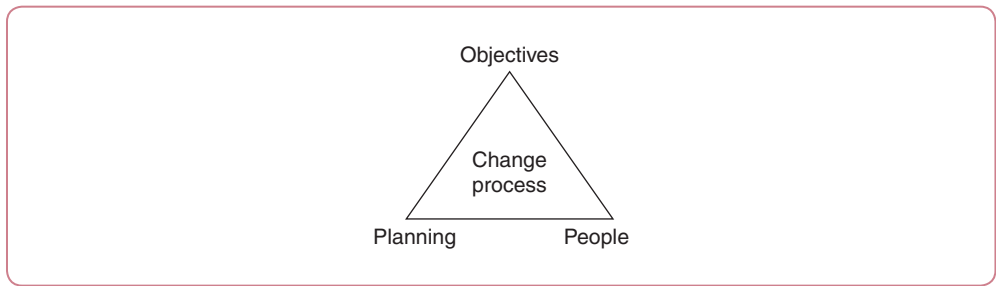 Objectives
Change
process
Planning
People